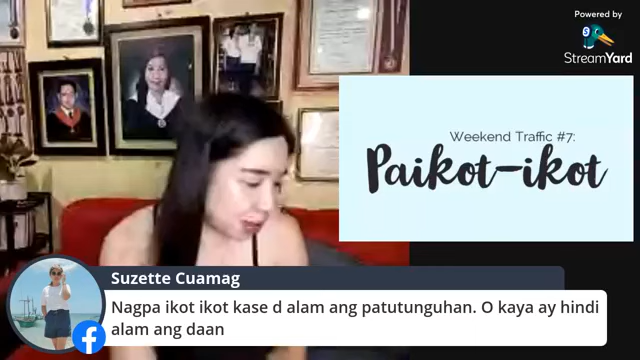 Powered by
StreamYard
Weekend Traffic #7:
Paikot-ikot
Suzette Cuamag
Nagpa ikot ikot kase d alam ang patutunguhan. O kaya ay hindi
alam ang daan